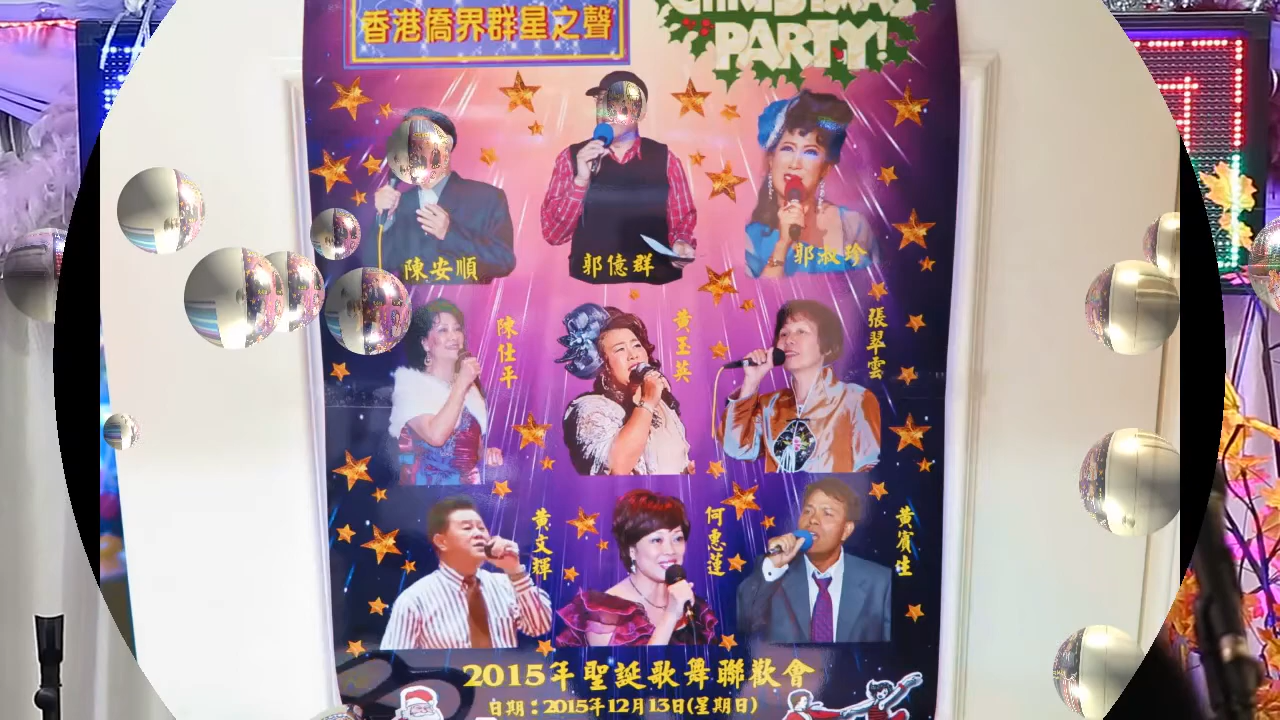 香港僑界群星之聲
CHRISTMAS
PARTY!
陳安順
郭億群
郭淑珍
陳仕平
黃玉英
張翠雲
黃文輝
何惠蓮
黃賓生
2015年聖誕歌舞聯歡會
日期：2015年12月13日(星期日)